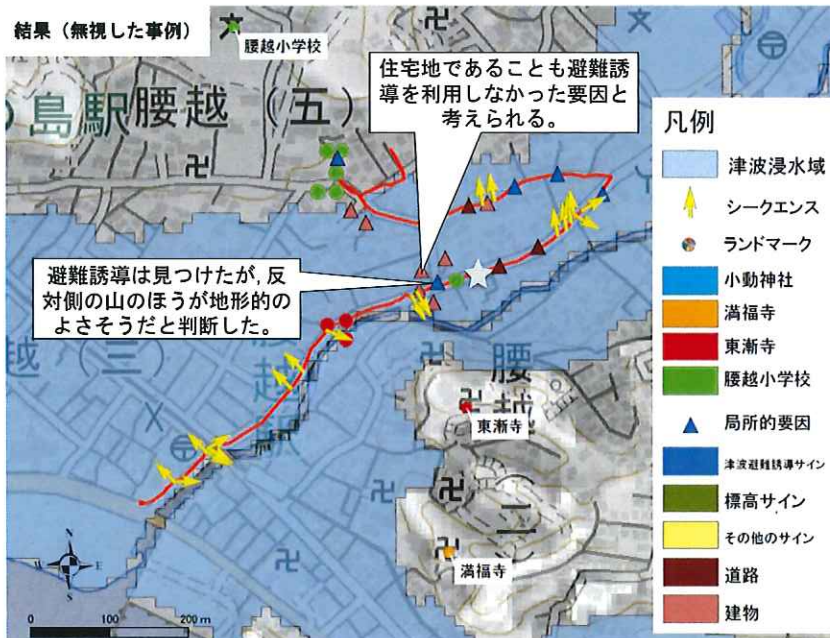 結果（無視した事例）
腰越小学校
島駅
腰越（五）
住宅地であることも避難誘
導を利用しなかった要因と
考えられる。
避難誘導は見つけたが，反
対側の山のほうが地形的の
よさそうだと判断した。
越（三）
腰越駅
腰越
（二）
東漸寺
満福寺
N
W
E
S
0 100 200 m
凡例
津波浸水域
シークエンス
ランドマーク
小動神社
満福寺
東漸寺
腰越小学校
局所的要因
津波避難誘導サイン
標高サイン
その他のサイン
道路
建物